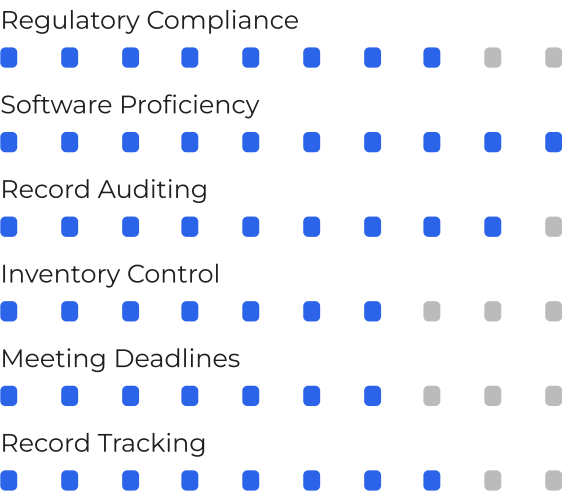 Regulatory Compliance
Software Proficiency
Record Auditing
Inventory Control
Meeting Deadlines
Record Tracking